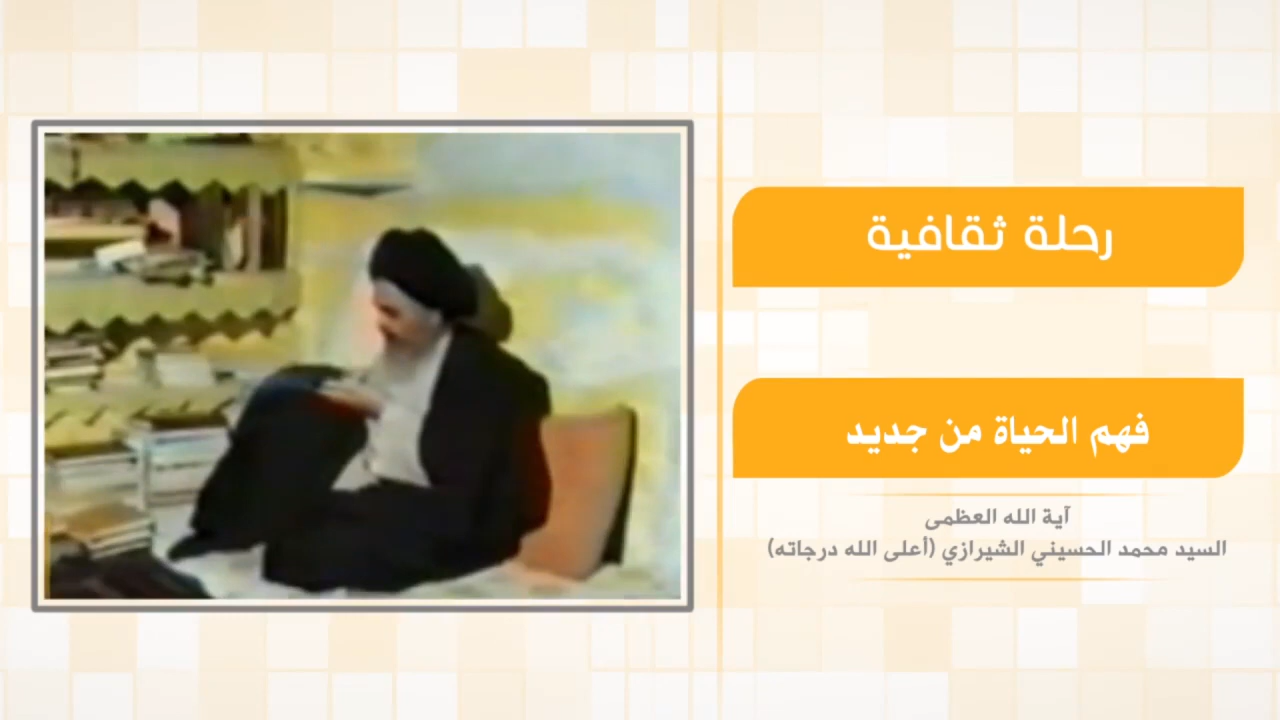 رحلة ثقافية
فهم الحياة من جديد
آية الله العظمى
السيد محمد الحسيني الشيرازي (أعلى الله درجاته)